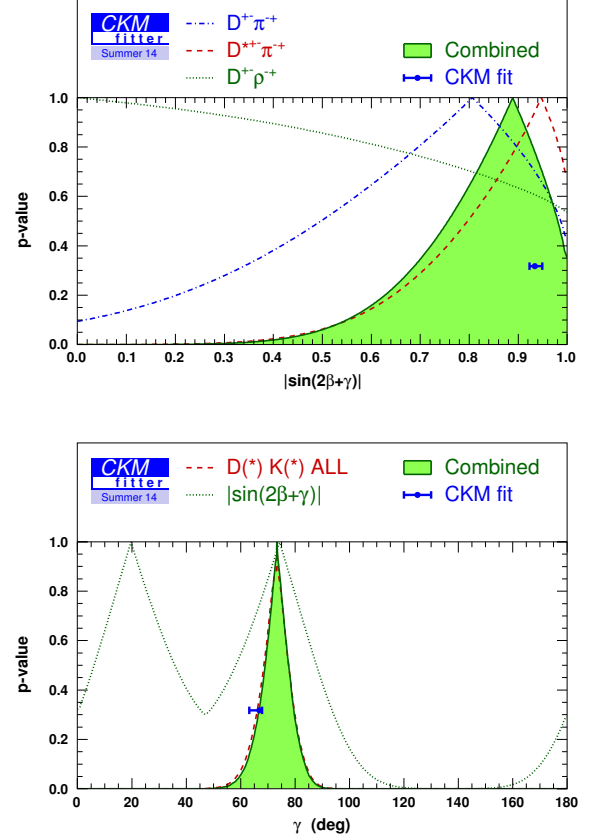 CKM
fitter
Summer 14
D⁺⁻π⁻⁺
D*⁺⁻π⁻⁺
D⁺⁻ρ⁻⁺
Combined
CKM fit
p-value
1.0
0.8
0.6
0.4
0.2
0.0
0.0 0.1 0.2 0.3 0.4 0.5 0.6 0.7 0.8 0.9 1.0
|sin(2β+γ)|
CKM
fitter
Summer 14
D(*) K(*) ALL
|sin(2β+γ)|
Combined
CKM fit
p-value
1.0
0.8
0.6
0.4
0.2
0.0
0 20 40 60 80 100 120 140 160 180
γ (deg)